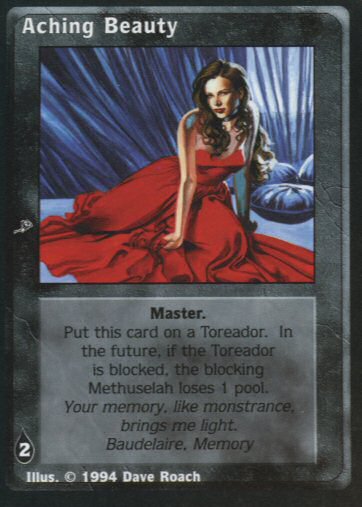 Aching Beauty
Master.
Put this card on a Toreador. In
the future, if the Toreador
is blocked, the blocking
Methuselah loses 1 pool.
Your memory, like monstrance,
brings me light.
Baudelaire, Memory
2
Illus. © 1994 Dave Roach